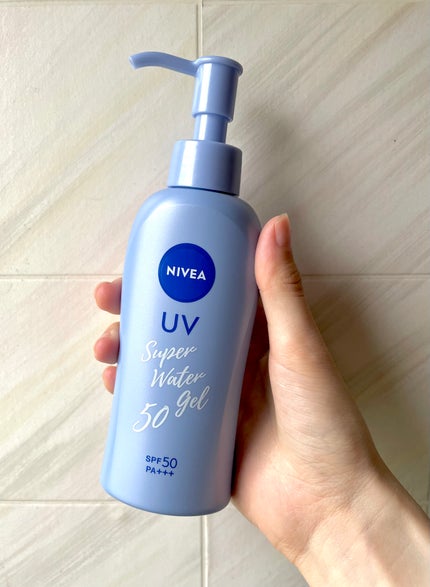 NIVEA
UV
Super
Water
Gel
50
SPF50
PA+++